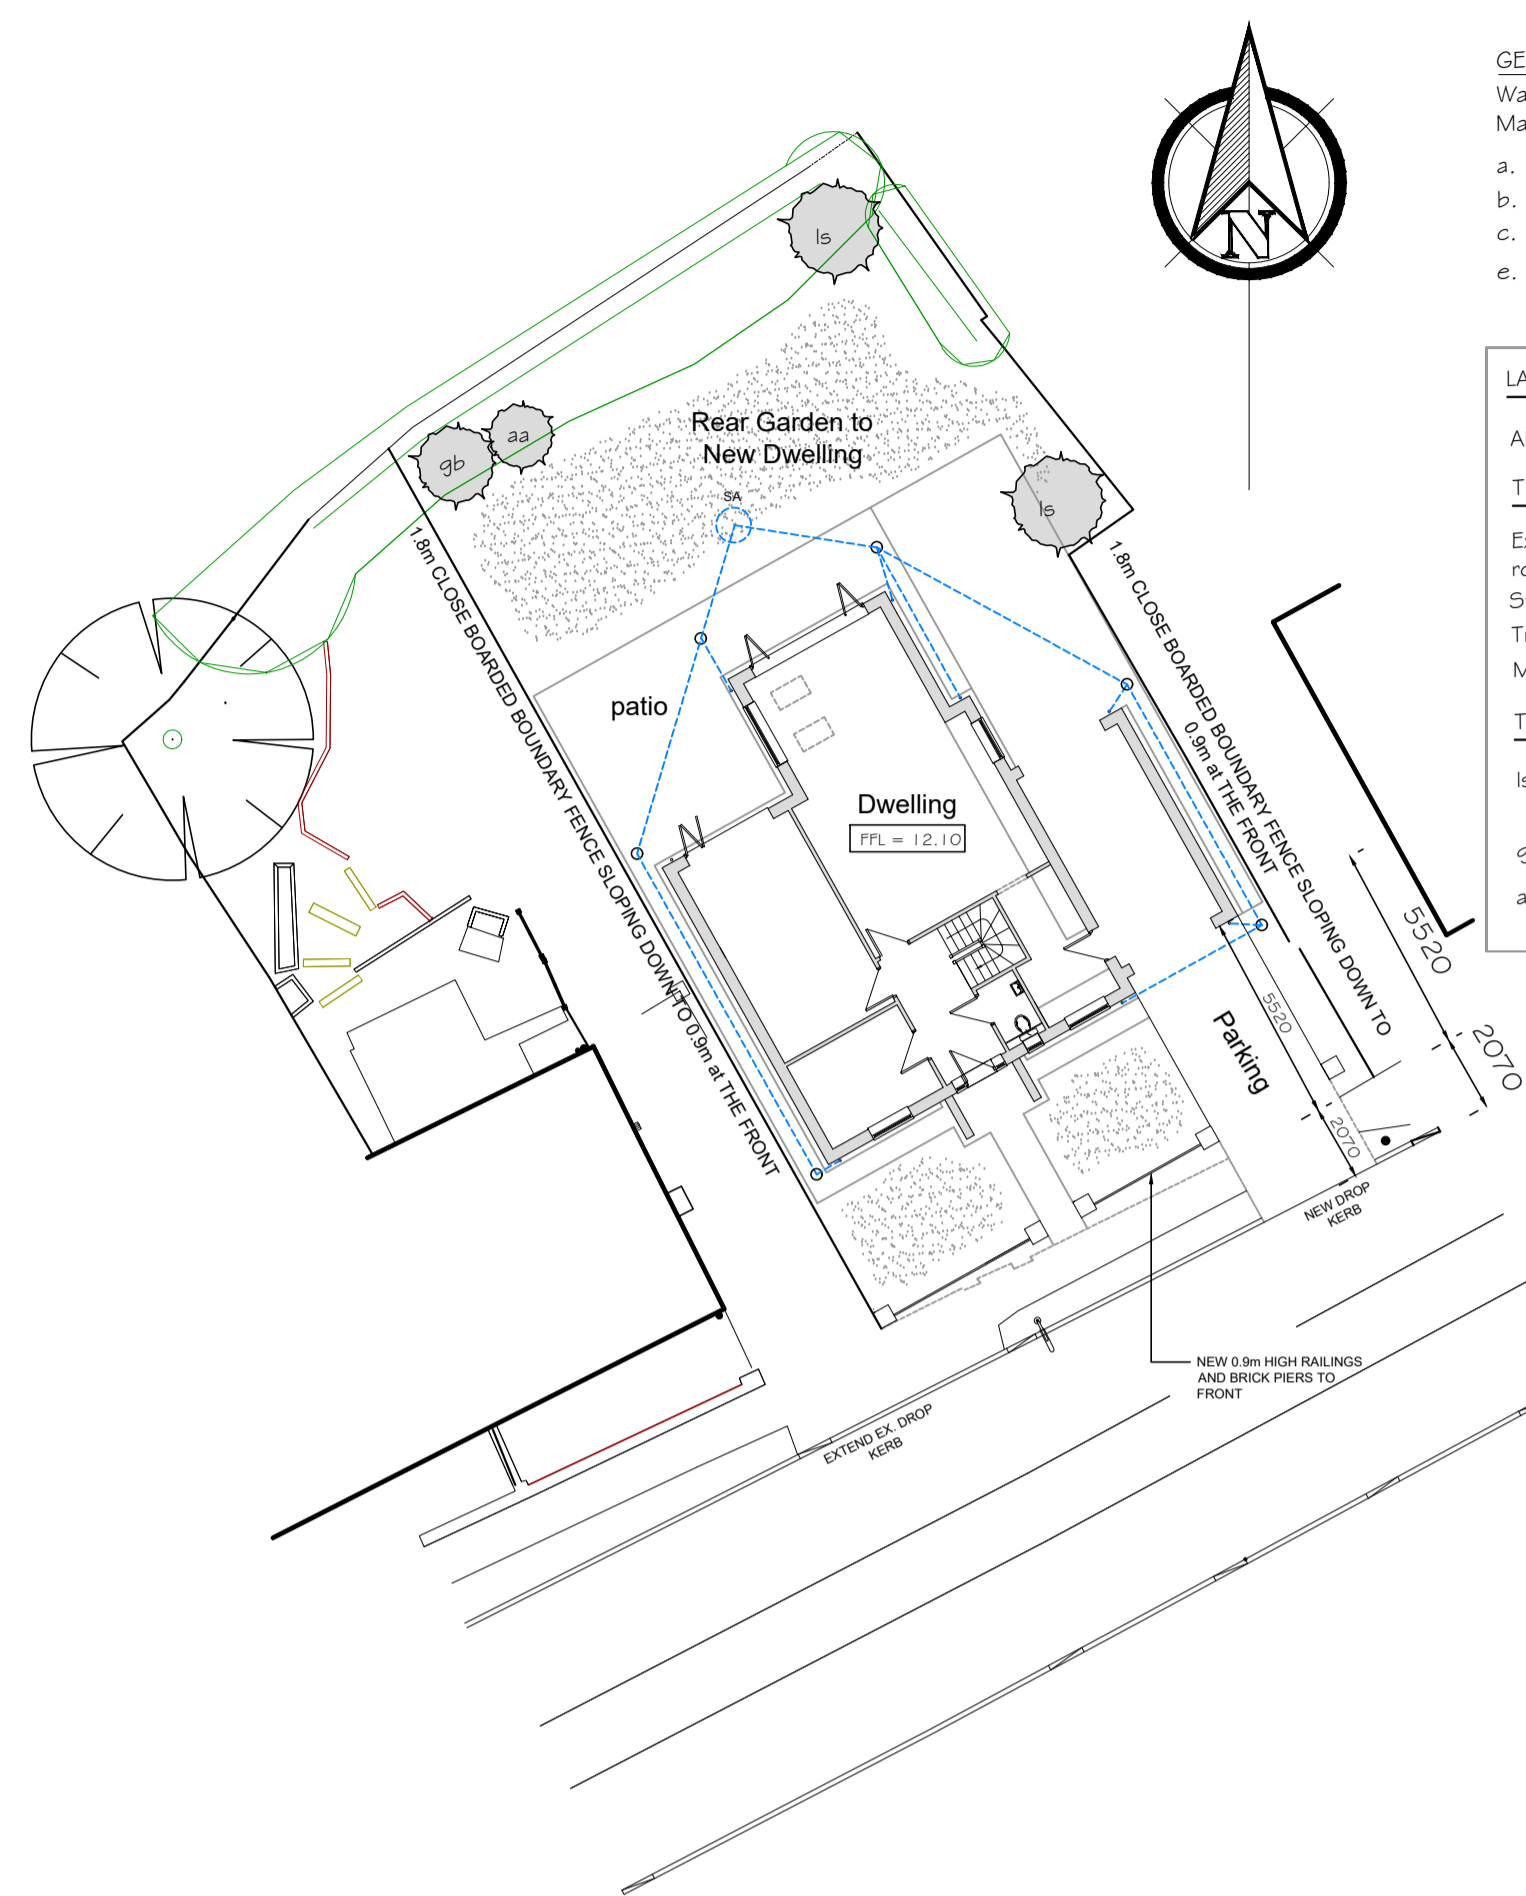 N
GE
Wa
Ma
a.
b.
c.
e.
LA
A
T
E
ro
S
Tr
M
T
ls
g
a
ls
gb
aa
Rear Garden to
New Dwelling
SA
ls
1.8m CLOSE BOARDED BOUNDARY FENCE SLOPING DOWN TO 0.9m at THE FRONT
1.8m CLOSE BOARDED BOUNDARY FENCE SLOPING DOWN TO
0.9m at THE FRONT
patio
Dwelling
FFL = 12.10
Parking
5520
2070
5520
2070
NEW DROP
KERB
NEW 0.9m HIGH RAILINGS
AND BRICK PIERS TO
FRONT
EXTEND EX. DROP
KERB